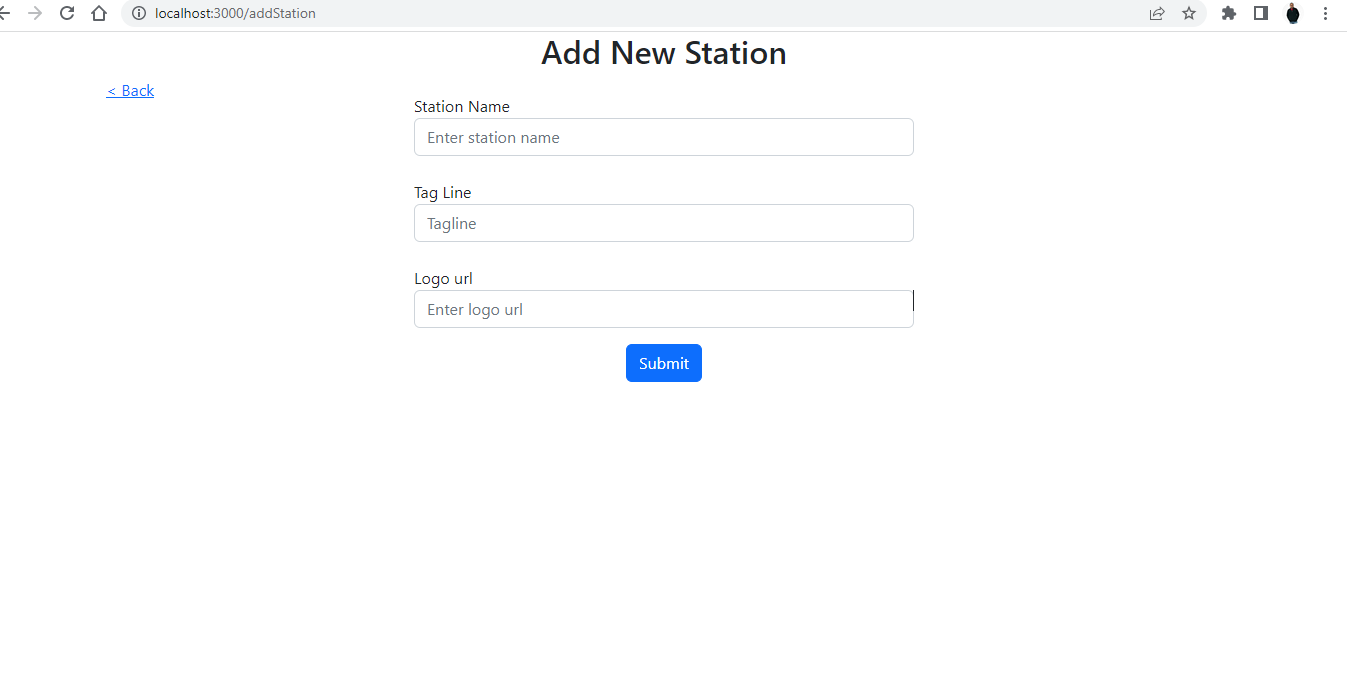 localhost:3000/addStation
Add New Station
< Back
Station Name
Enter station name
Tag Line
Tagline
Logo url
Enter logo url
Submit